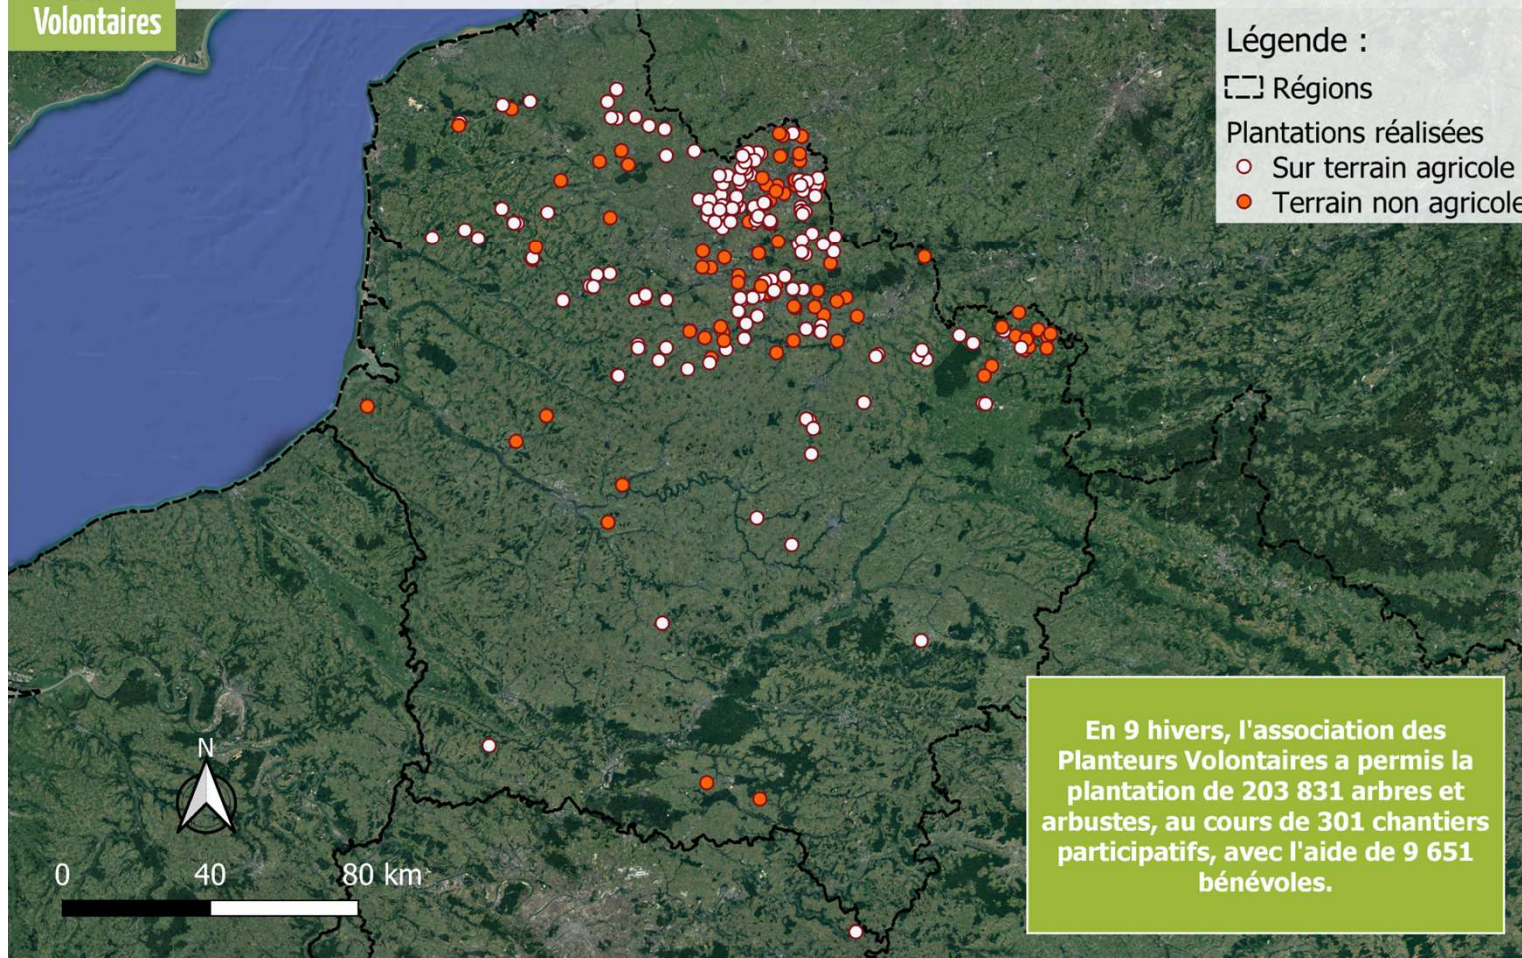 Volontaires
Légende :
Régions
Plantations réalisées
Sur terrain agricole
Terrain non agricole
N
0 40 80 km
En 9 hivers, l'association des
Planteurs Volontaires a permis la
plantation de 203 831 arbres et
arbustes, au cours de 301 chantiers
participatifs, avec l'aide de 9 651
bénévoles.